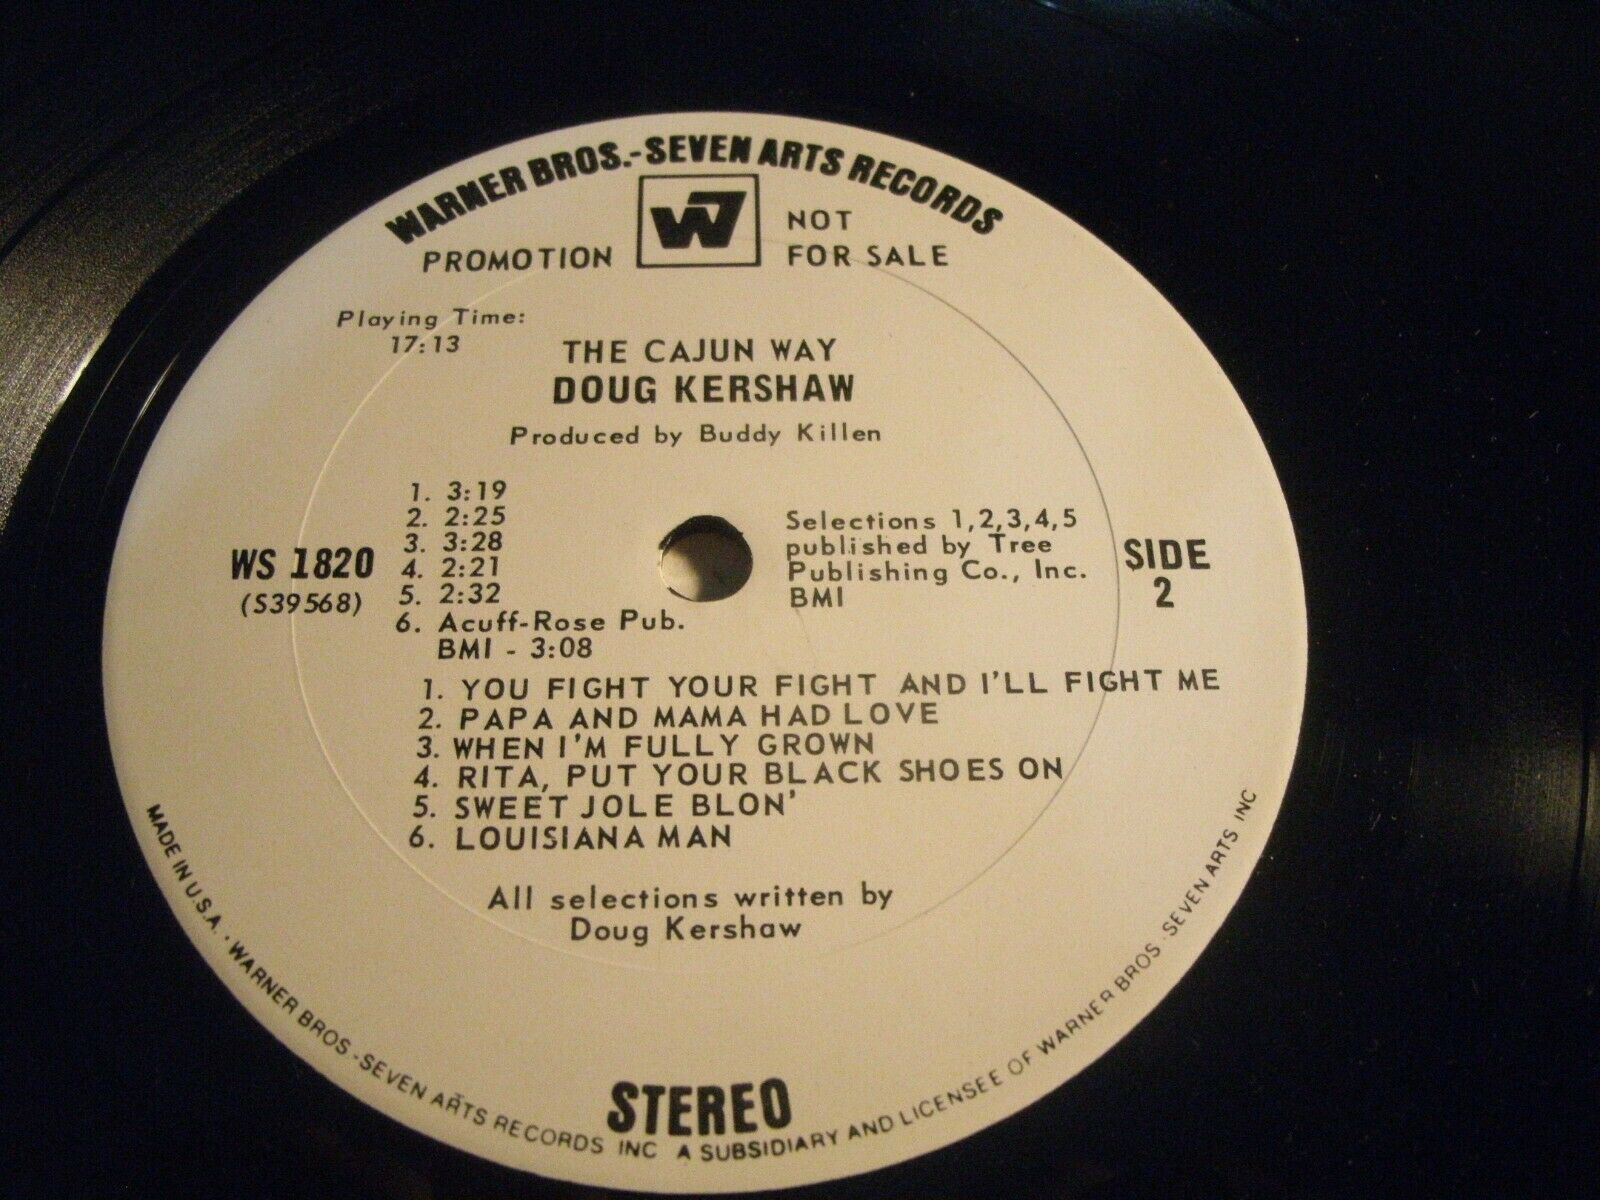 WARNER BROS.-SEVEN ARTS RECORDS
PROMOTION
W7
NOT
FOR SALE
Playing Time:
17:13
THE CAJUN WAY
DOUG KERSHAW
Produced by Buddy Killen
1. 3:19
2. 2:25
3. 3:28
4. 2:21
5. 2:32
6. Acuff-Rose Pub.
BMI - 3:08
WS 1820
(S39568)
Selections 1,2,3,4,5
published by Tree
Publishing Co., Inc.
BMI
SIDE
2
1. YOU FIGHT YOUR FIGHT AND I'LL FIGHT ME
2. PAPA AND MAMA HAD LOVE
3. WHEN I'M FULLY GROWN
4. RITA, PUT YOUR BLACK SHOES ON
5. SWEET JOLE BLON'
6. LOUISIANA MAN
All selections written by
Doug Kershaw
STEREO
MADE IN U.S.A. · WARNER BROS.-SEVEN ARTS RECORDS INC A SUBSIDIARY AND LICENSEE OF WARNER BROS.-SEVEN ARTS INC